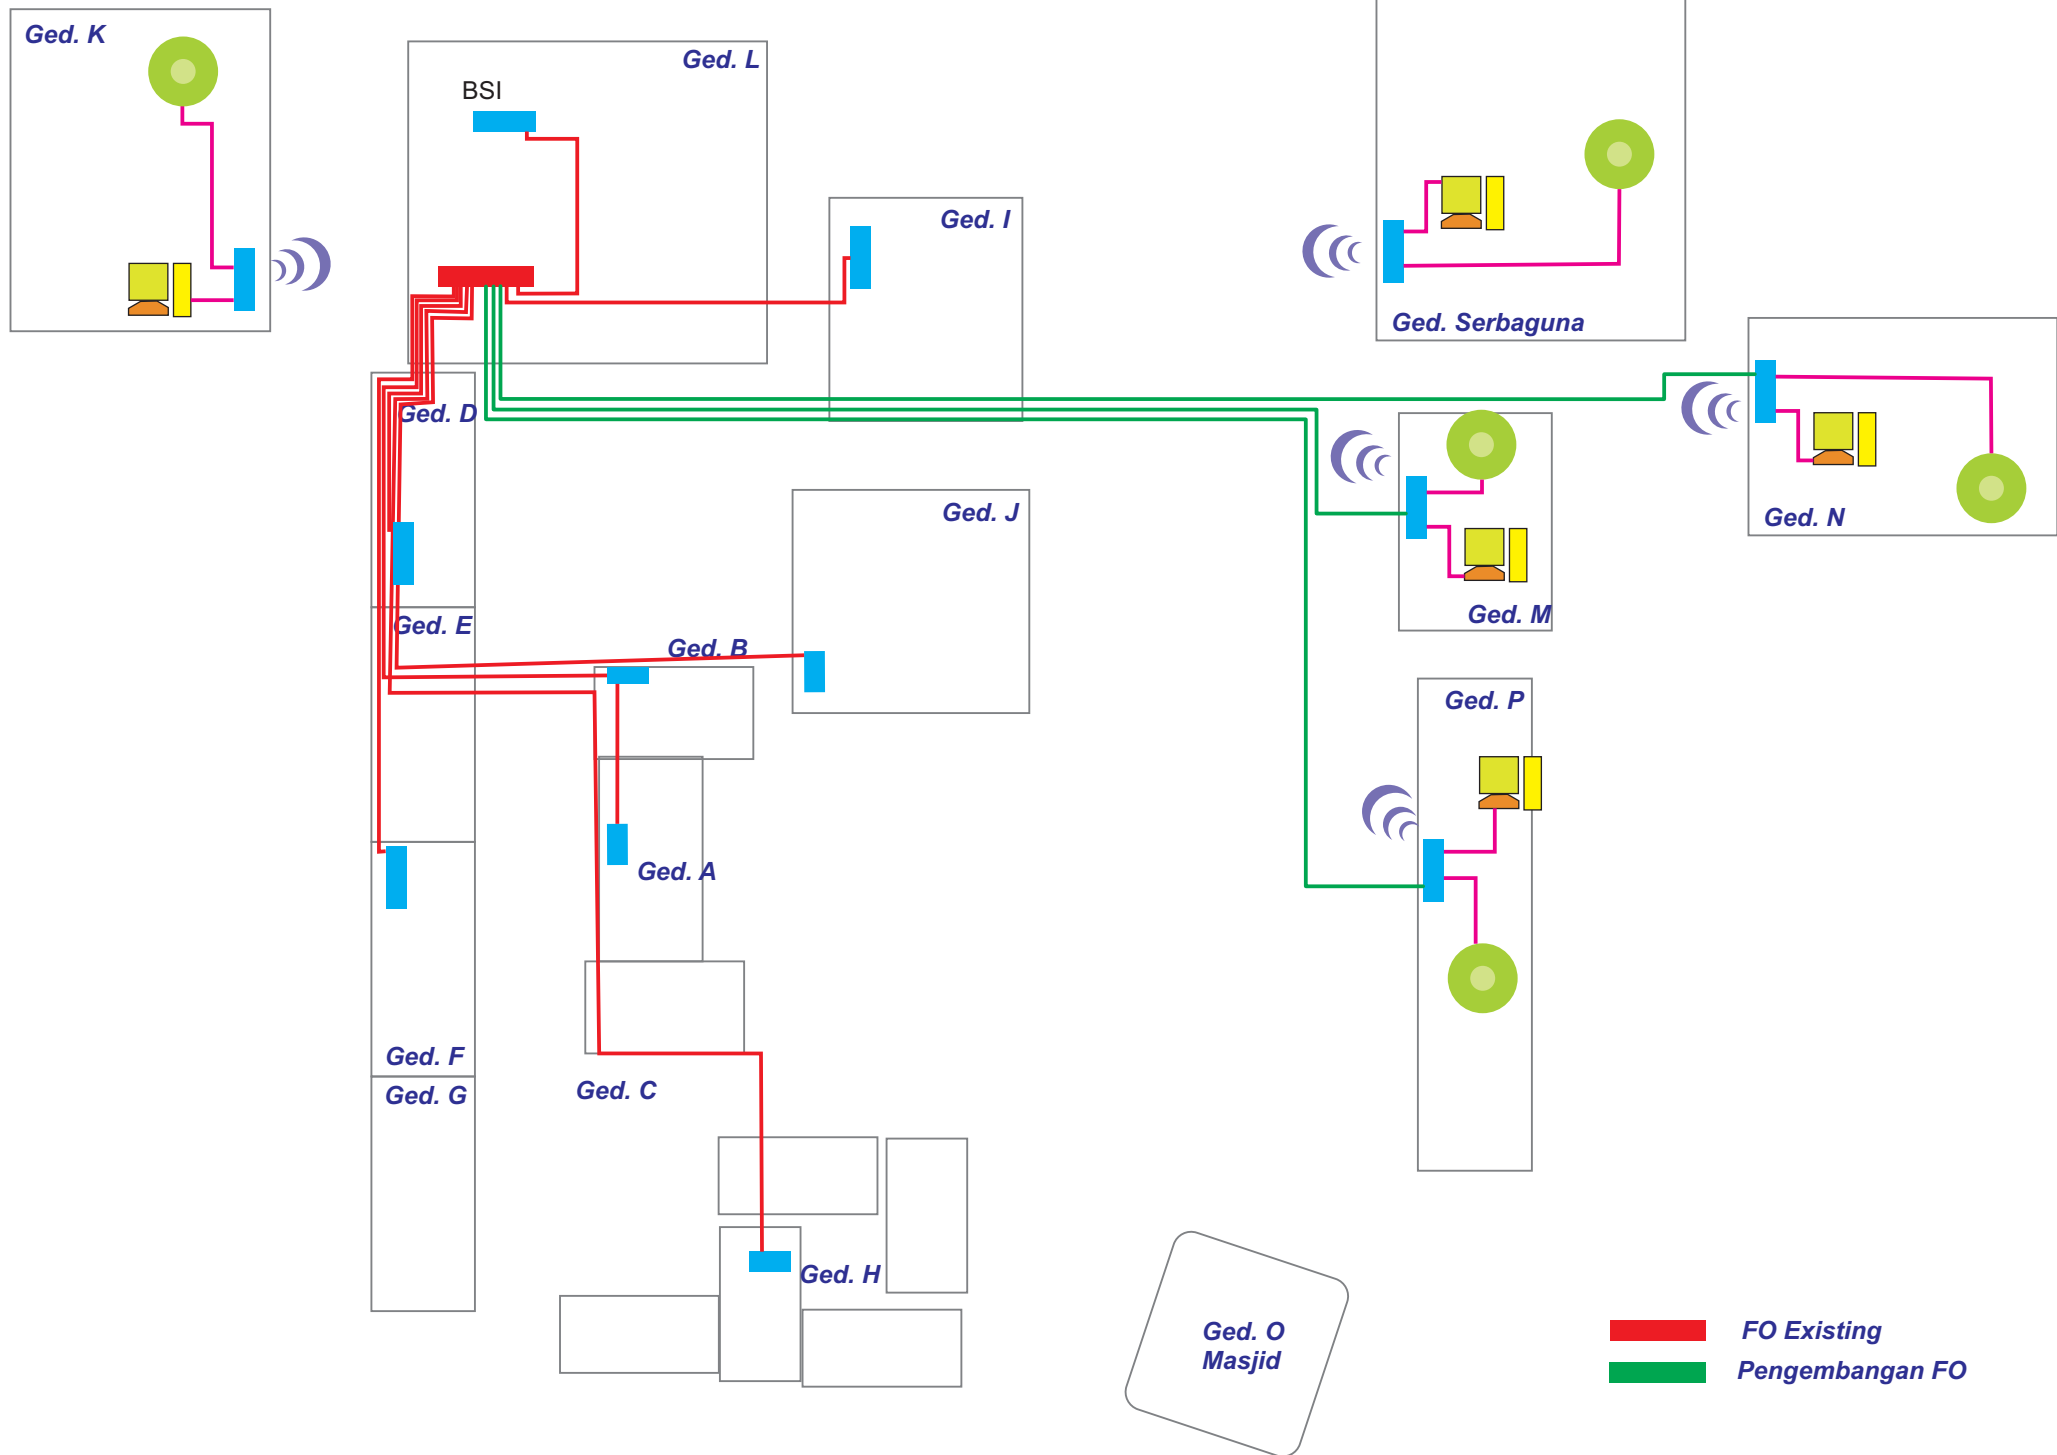 Ged. K
Ged. L
BSI
Ged. I
Ged. Serbaguna
Ged. D
Ged. J
Ged. N
Ged. M
Ged. E
Ged. B
Ged. P
Ged. A
Ged. F
Ged. G
Ged. C
Ged. H
Ged. O
Masjid
FO Existing
Pengembangan FO